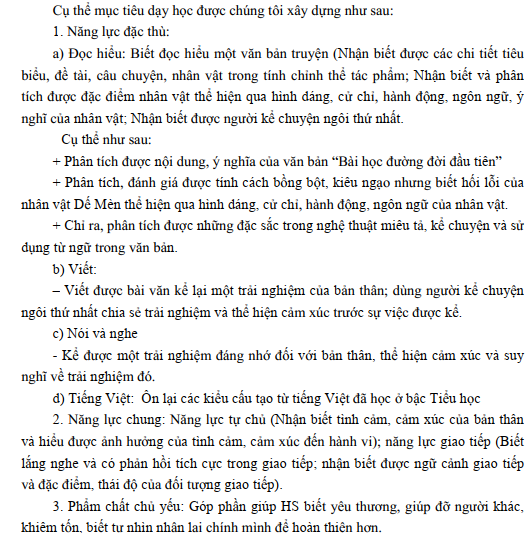 Cụ thể mục tiêu dạy học được chúng tôi xây dựng như sau:
1. Năng lực đặc thù:
a) Đọc hiểu: Biết đọc hiểu một văn bản truyện (Nhận biết được các chi tiết tiêu
biểu, đề tài, câu chuyện, nhân vật trong tính chỉnh thể tác phẩm; Nhận biết và phân
tích được đặc điểm nhân vật thể hiện qua hình dáng, cử chỉ, hành động, ngôn ngữ, ý
nghĩ của nhân vật; Nhận biết được người kể chuyện ngôi thứ nhất.
Cụ thể như sau:
+ Phân tích được nội dung, ý nghĩa của văn bản “Bài học đường đời đầu tiên”
+ Phân tích, đánh giá được tính cách bồng bột, kiêu ngạo nhưng biết hối lỗi của
nhân vật Dế Mèn thể hiện qua hình dáng, cử chỉ, hành động, ngôn ngữ của nhân vật.
+ Chỉ ra, phân tích được những đặc sắc trong nghệ thuật miêu tả, kể chuyện và sử
dụng từ ngữ trong văn bản.
b) Viết:
– Viết được bài văn kể lại một trải nghiệm của bản thân; dùng người kể chuyện
ngôi thứ nhất chia sẻ trải nghiệm và thể hiện cảm xúc trước sự việc được kể.
c) Nói và nghe
- Kể được một trải nghiệm đáng nhớ đối với bản thân, thể hiện cảm xúc và suy
nghĩ về trải nghiệm đó.
d) Tiếng Việt: Ôn lại các kiểu cấu tạo từ tiếng Việt đã học ở bậc Tiểu học
2. Năng lực chung: Năng lực tự chủ (Nhận biết tình cảm, cảm xúc của bản thân
và hiểu được ảnh hưởng của tình cảm, cảm xúc đến hành vi); năng lực giao tiếp (Biết
lắng nghe và có phản hồi tích cực trong giao tiếp; nhận biết được ngữ cảnh giao tiếp
và đặc điểm, thái độ của đối tượng giao tiếp).
3. Phẩm chất chủ yếu: Góp phần giúp HS biết yêu thương, giúp đỡ người khác,
khiêm tốn, biết tự nhìn nhận lại chính mình để hoàn thiện hơn.